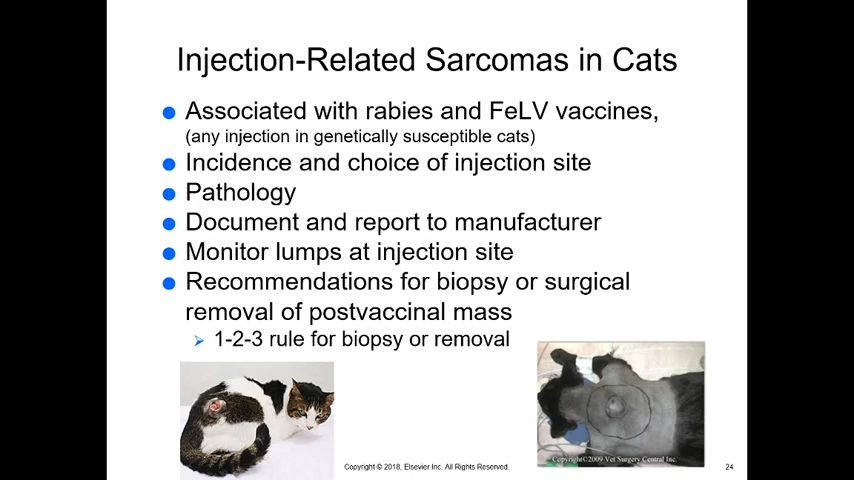 Injection-Related Sarcomas in Cats
Associated with rabies and FeLV vaccines,
(any injection in genetically susceptible cats)
Incidence and choice of injection site
Pathology
Document and report to manufacturer
Monitor lumps at injection site
Recommendations for biopsy or surgical
removal of postvaccinal mass
1-2-3 rule for biopsy or removal
Copyright©2009 Vet Surgery Central Inc.
Copyright © 2018, Elsevier Inc. All Rights Reserved.
24